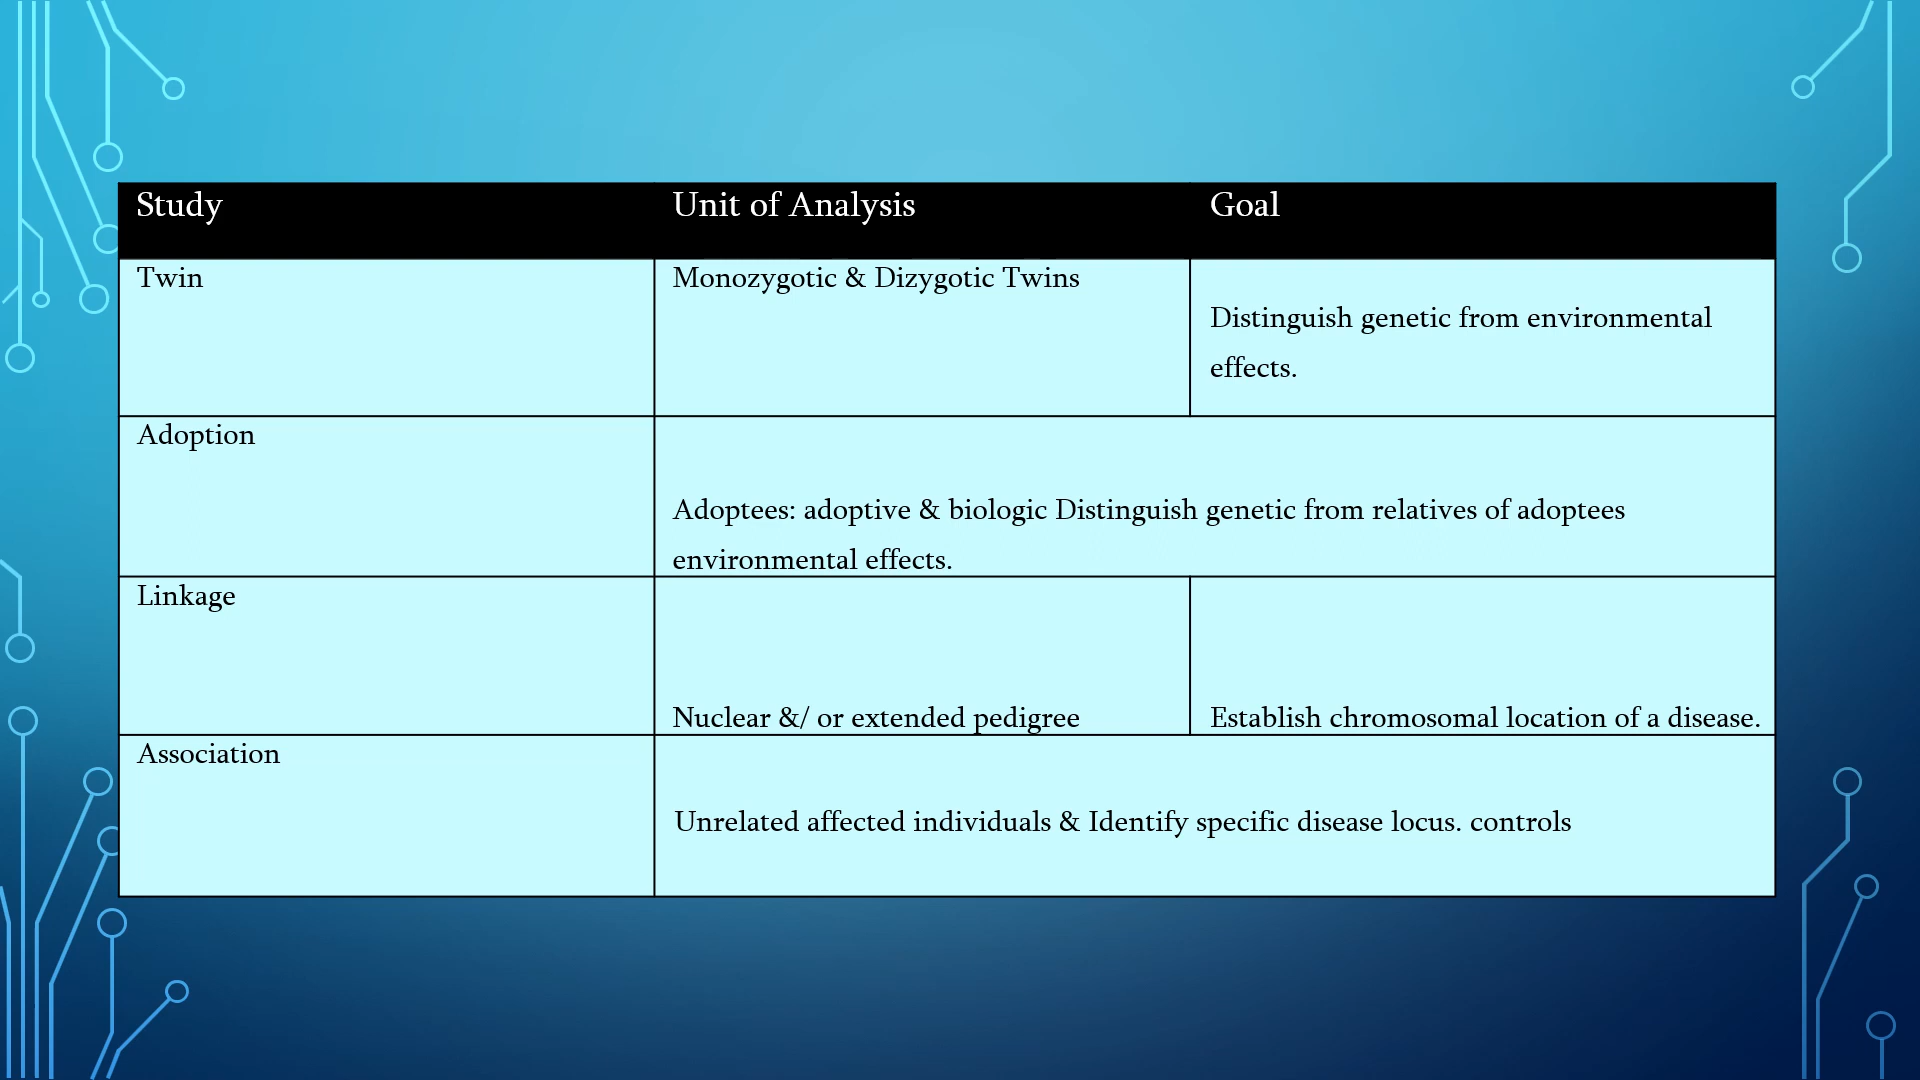 Study Unit of Analysis Goal
Twin Monozygotic & Dizygotic Twins
Distinguish genetic from environmental
effects.
Adoption
Adoptees: adoptive & biologic Distinguish genetic from relatives of adoptees
environmental effects.
Linkage
Nuclear &/ or extended pedigree Establish chromosomal location of a disease.
Association
Unrelated affected individuals & Identify specific disease locus. controls